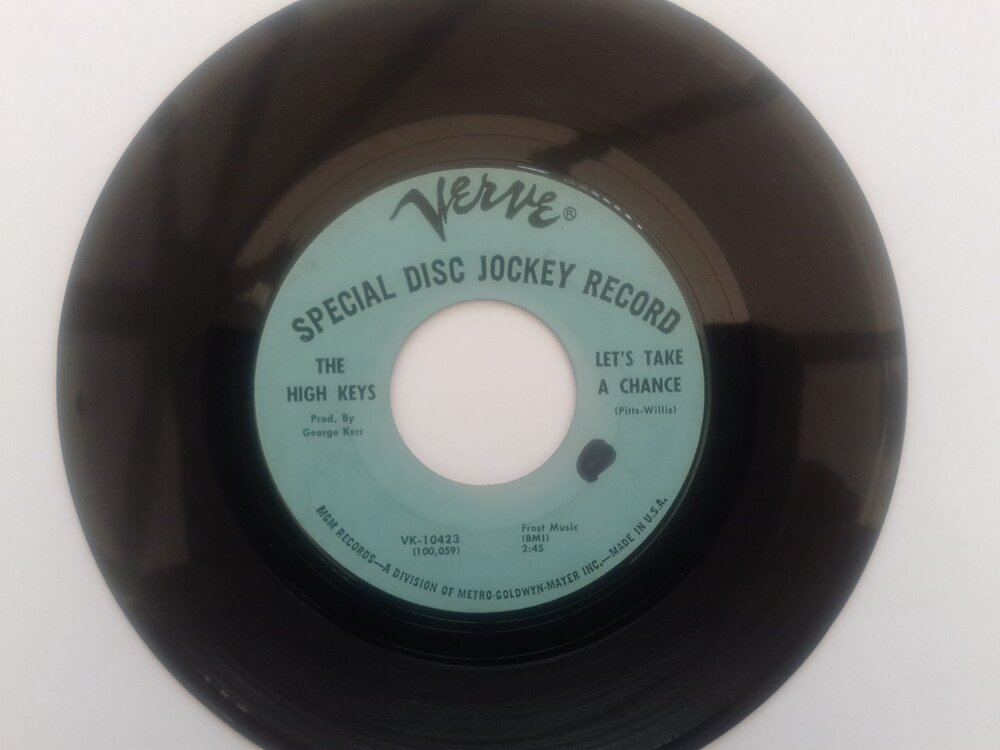 VERVE®
SPECIAL DISC JOCKEY RECORD
THE
HIGH KEYS
Prod. By
George Kerr
LET'S TAKE
A CHANCE
(Pitts-Willis)
VK-10423
(100,059)
Frost Music
(BMI)
2:45
MGM RECORDS—A DIVISION OF METRO-GOLDWYN-MAYER INC.—MADE IN U.S.A.